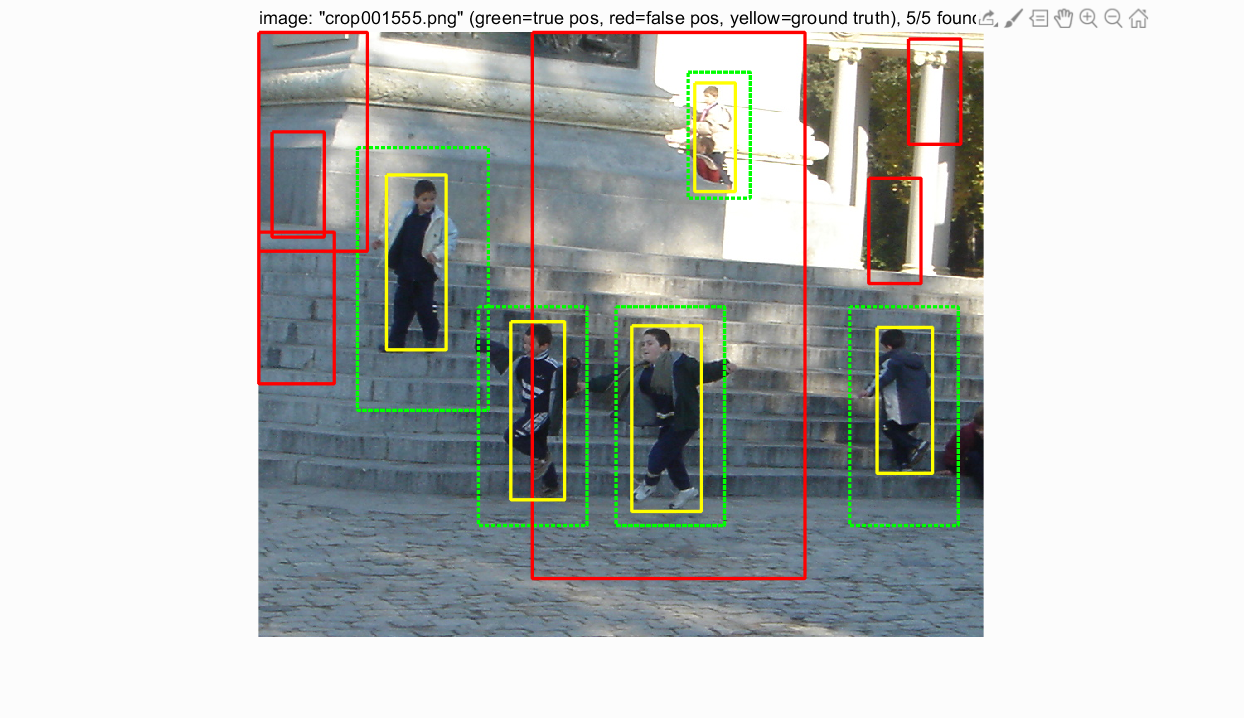 image: "crop001555.png" (green=true pos, red=false pos, yellow=ground truth), 5/5 found